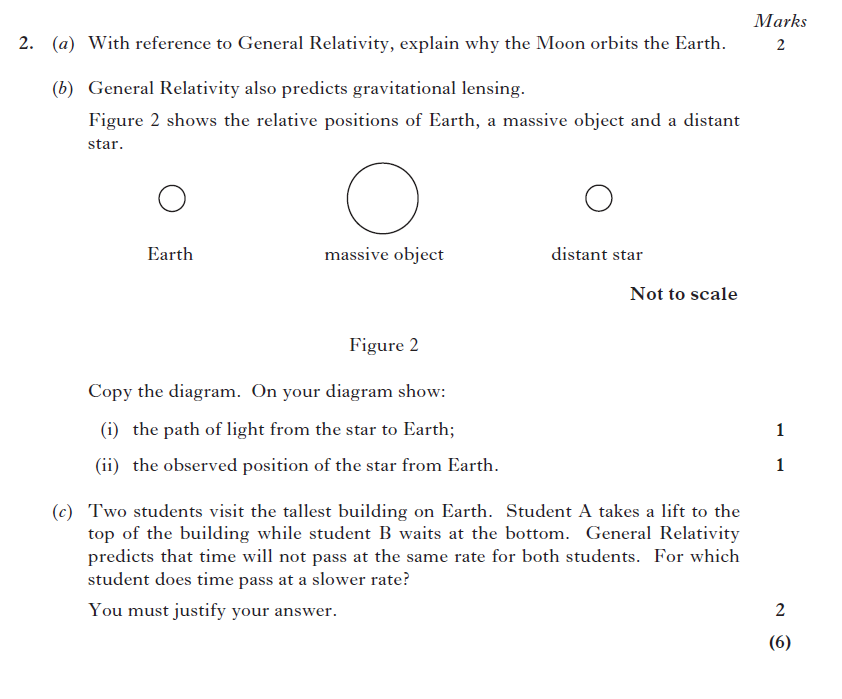 Marks
2. (a) With reference to General Relativity, explain why the Moon orbits the Earth. 2
(b) General Relativity also predicts gravitational lensing.
Figure 2 shows the relative positions of Earth, a massive object and a distant
star.
Earth massive object distant star
Not to scale
Figure 2
Copy the diagram. On your diagram show:
(i) the path of light from the star to Earth; 1
(ii) the observed position of the star from Earth. 1
(c) Two students visit the tallest building on Earth. Student A takes a lift to the
top of the building while student B waits at the bottom. General Relativity
predicts that time will not pass at the same rate for both students. For which
student does time pass at a slower rate?
You must justify your answer. 2
(6)